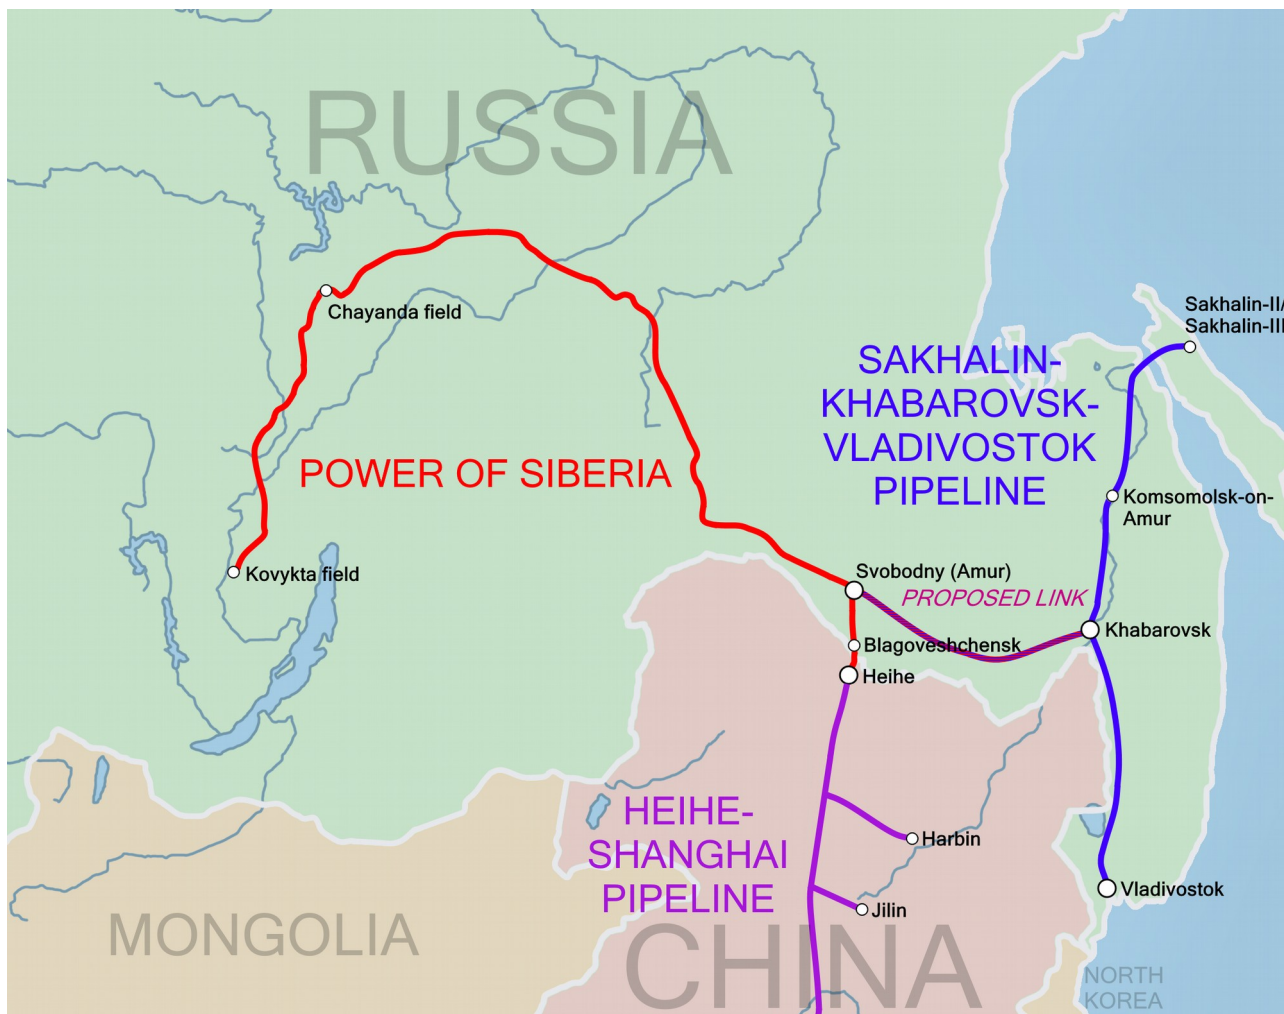 RUSSIA
Chayanda field
Sakhalin-II/
Sakhalin-III
SAKHALIN-
KHABAROVSK-
VLADIVOSTOK
PIPELINE
POWER OF SIBERIA
Komsomolsk-on-
Amur
Kovykta field
Svobodny (Amur)
PROPOSED LINK
Khabarovsk
Blagoveshchensk
Heihe
HEIHE-
SHANGHAI
PIPELINE
Harbin
Vladivostok
Jilin
MONGOLIA
CHINA
NORTH
KOREA